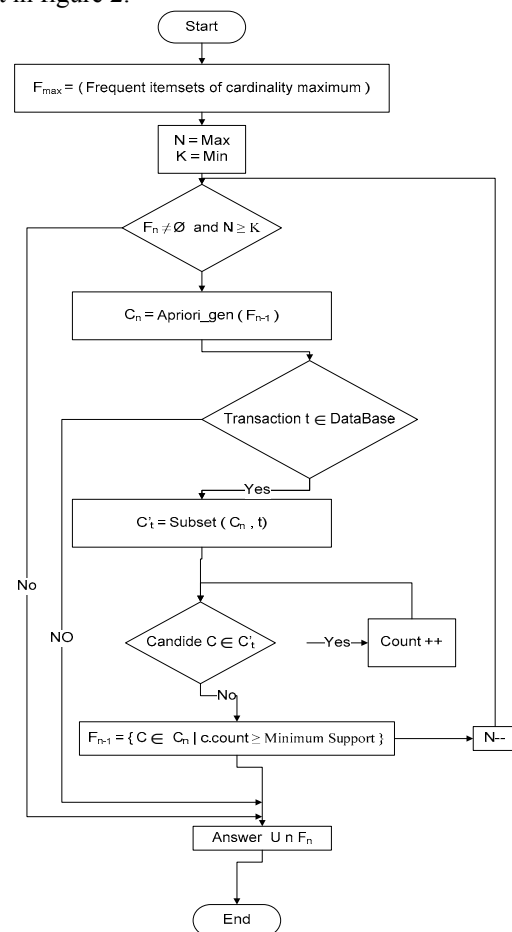 t in figure 2.
Start
Fmax = ( Frequent itemsets of cardinality maximum )
N = Max
K = Min
Fn ≠ Ø and N ≥ K
Cn = Apriori_gen ( Fn-1 )
Transaction t ∈ DataBase
Yes
C't = Subset ( Cn , t)
No
NO
Candide C ∈ C't
Yes
Count ++
No
Fn-1 = { C ∈ Cn | c.count ≥ Minimum Support }
N--
Answer U n Fn
End